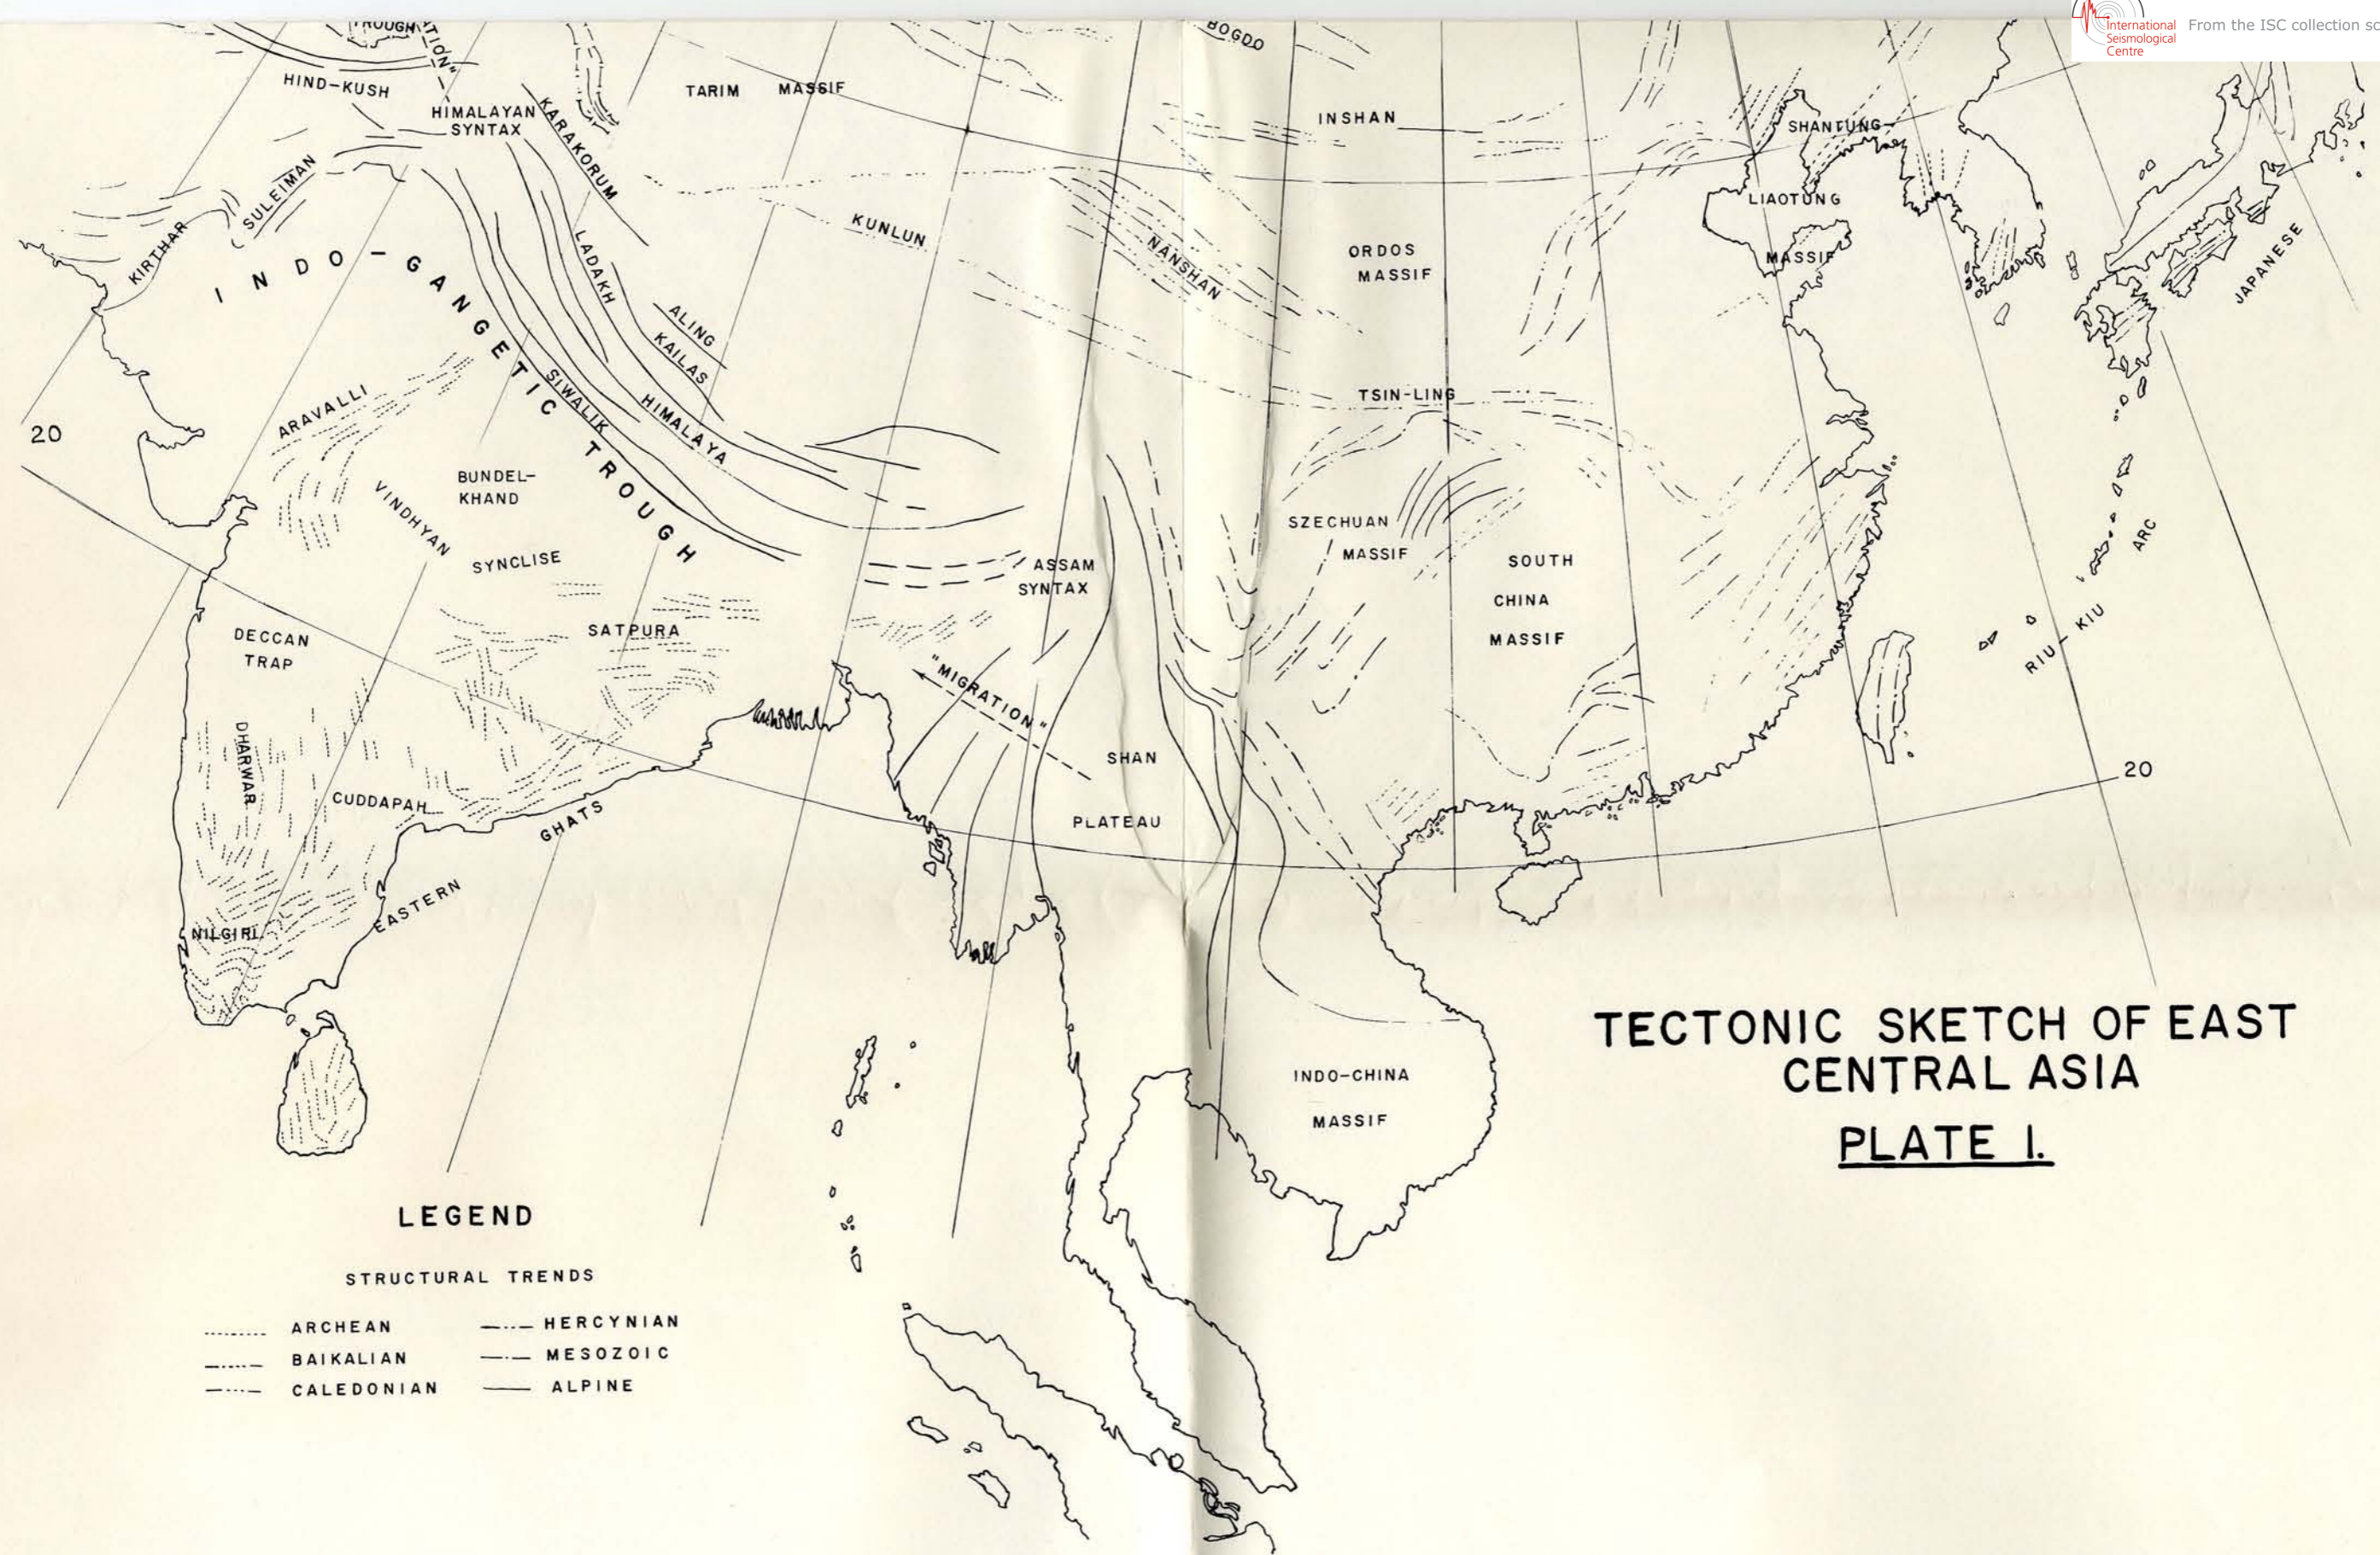 International
Seismological
Centre
From the ISC collection sc
TROUGH
TION"
BOGDO
HIND-KUSH
HIMALAYAN
SYNTAX
KARAKORUM
TARIM MASSIF
INSHAN
SHANTUNG
LIAOTUNG
MASSIF
SULEIMAN
KIRTHAR
INDO-GANGETIC TROUGH
LADAKH
KUNLUN
NANSHAN
ORDOS
MASSIF
JAPANESE
ALING
KAILAS
SIWALIK
HIMALAYA
TSIN-LING
20
ARAVALLI
BUNDEL-
KHAND
VINDHYAN
SYNCLISE
SZECHUAN
MASSIF
SOUTH
CHINA
MASSIF
ASSAM
SYNTAX
ARC
RIU-KIU
DECCAN
TRAP
SATPURA
"MIGRATION"
DHARWAR
CUDDAPAH
GHATS
EASTERN
NILGIRI
SHAN
PLATEAU
20
INDO-CHINA
MASSIF
TECTONIC SKETCH OF EAST
CENTRAL ASIA
PLATE I.
LEGEND
STRUCTURAL TRENDS
ARCHEAN
HERCYNIAN
BAIKALIAN
MESOZOIC
CALEDONIAN
ALPINE